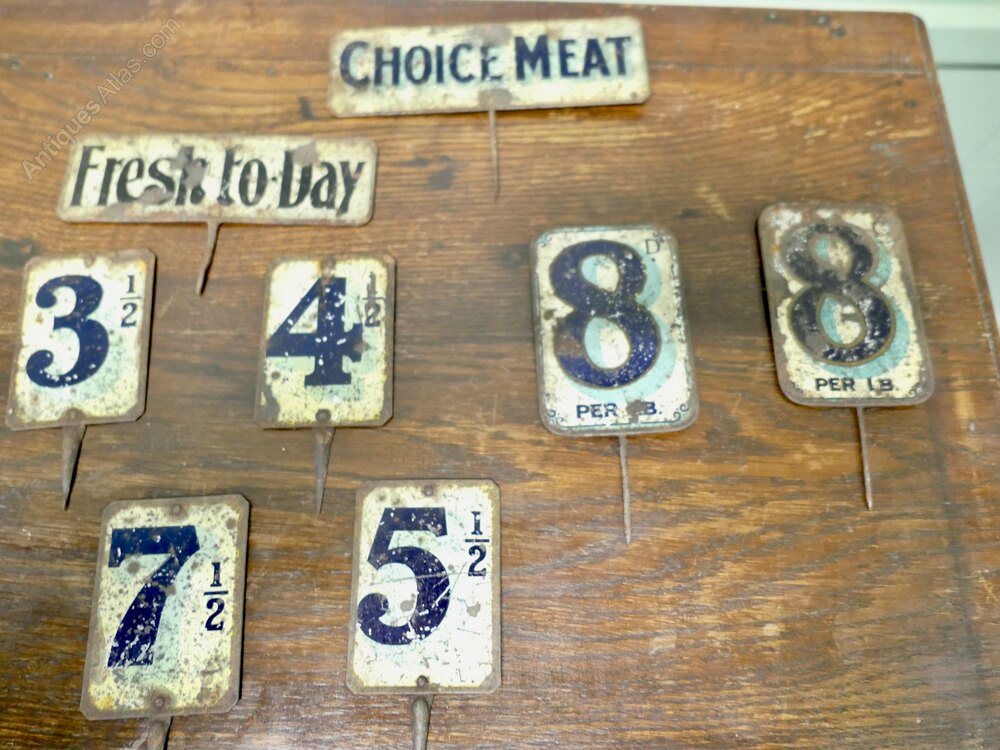 CHOICE MEAT
Fresh to-Day
3 1/2
4 1/2
8 D
PER LB.
8
PER LB.
7 1/2
5 1/2
AntiquesAtlas.com